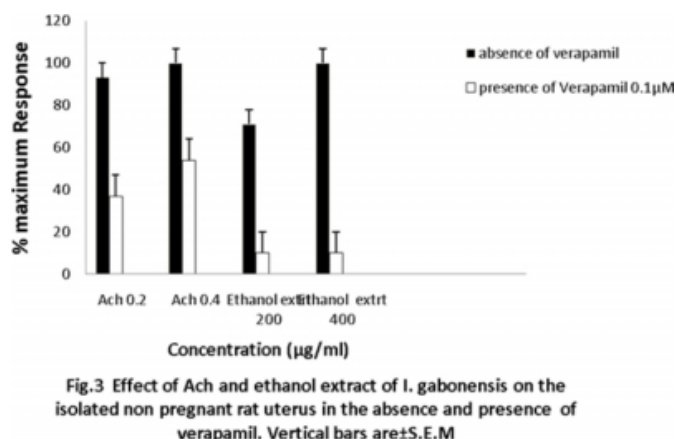 120
100
80
60
40
20
0
% maximum Response
■ absence of verapamil
□ presence of Verapamil 0.1µM
Ach 0.2
Ach 0.4
Ethanol extrt
200
Ethanol extrt
400
Concentration (µg/ml)
Fig.3 Effect of Ach and ethanol extract of I. gabonensis on the
isolated non pregnant rat uterus in the absence and presence of
verapamil. Vertical bars are±S.E.M